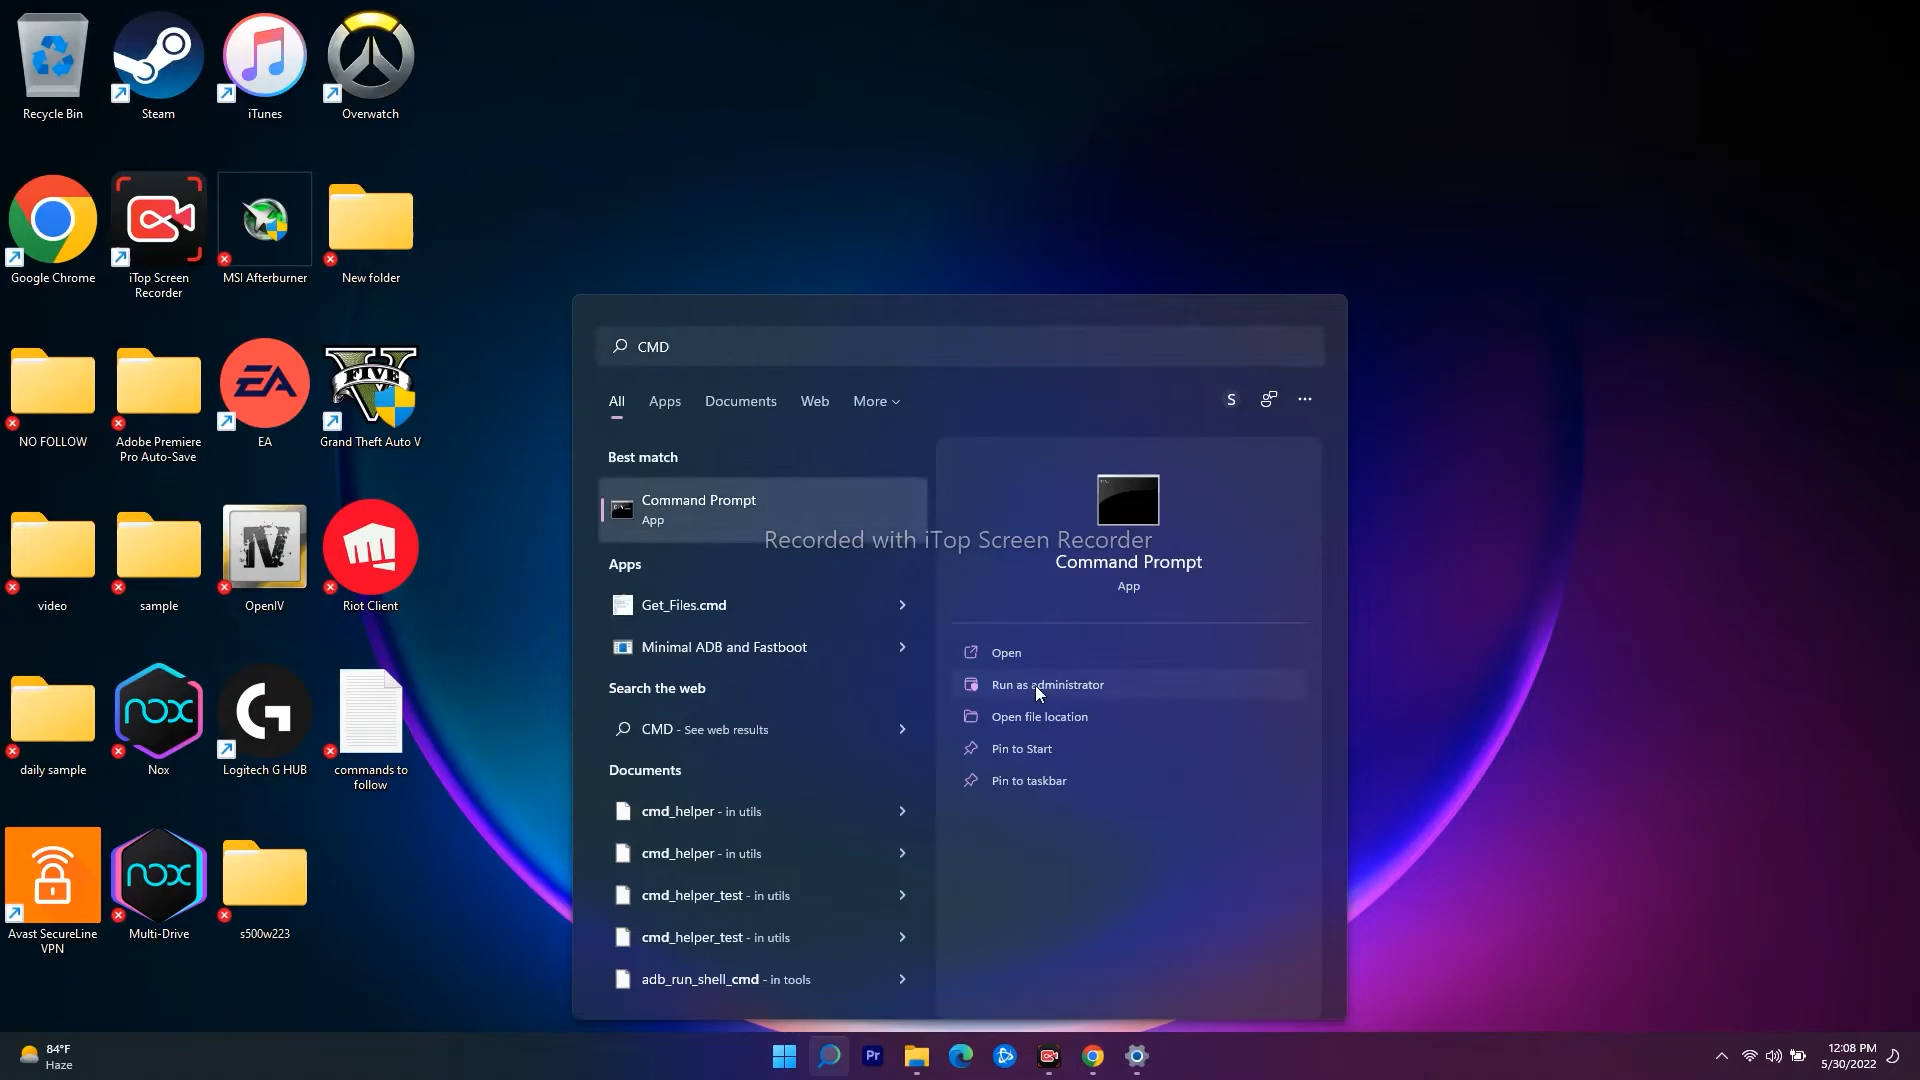 Recycle Bin
Steam
iTunes
Overwatch
Google Chrome
iTop Screen
Recorder
MSI Afterburner
New folder
NO FOLLOW
Adobe Premiere
Pro Auto-Save
EA
EA
FIVE
V
Grand Theft Auto V
video
sample
IV
OpenIV
Riot Client
daily sample
nox
Nox
G
Logitech G HUB
commands to
follow
Avast SecureLine
VPN
nox
Multi-Drive
s500w223
CMD
All
Apps
Documents
Web
More
S
Best match
Command Prompt
App
Apps
Get_Files.cmd
Minimal ADB and Fastboot
Search the web
CMD - See web results
Documents
cmd_helper - in utils
cmd_helper - in utils
cmd_helper_test - in utils
cmd_helper_test - in utils
adb_run_shell_cmd - in tools
Recorded with iTop Screen Recorder
Command Prompt
App
Open
Run as administrator
Open file location
Pin to Start
Pin to taskbar
84°F
Haze
Pr
12:08 PM
5/30/2022